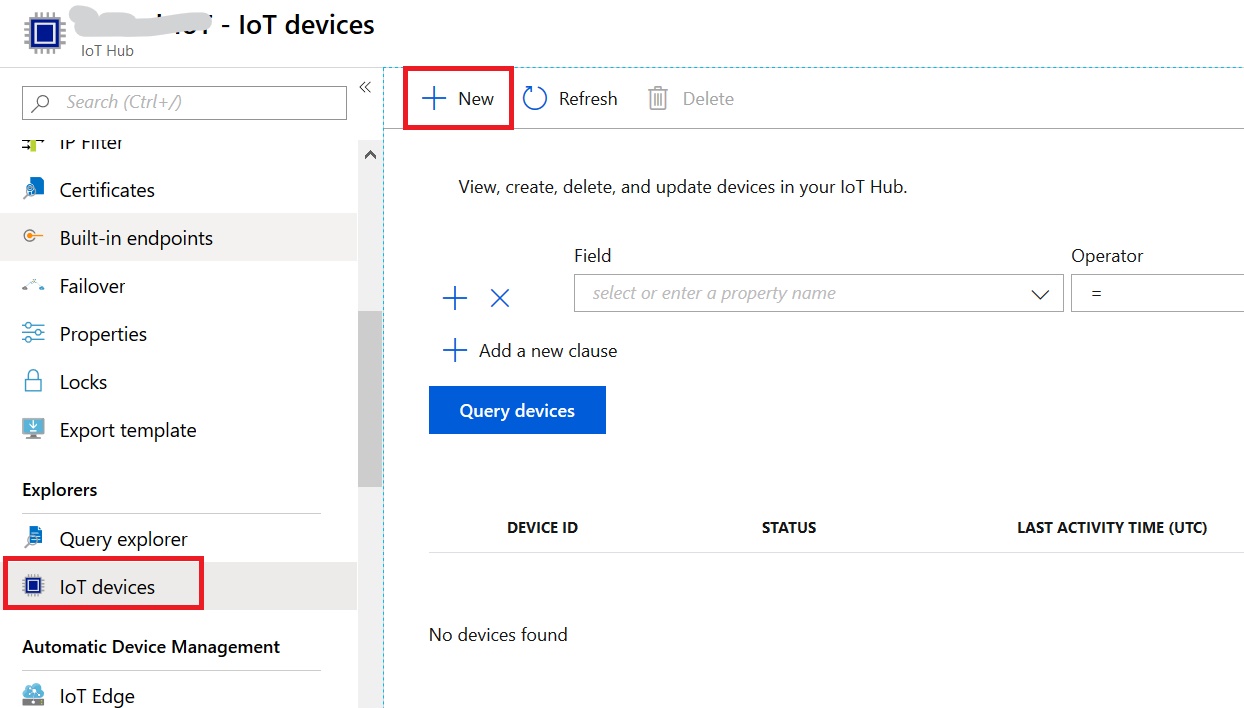 - IoT devices
IoT Hub
Search (Ctrl+/)
«
New
Refresh
Delete
IP Filter
Certificates
Built-in endpoints
Failover
Properties
Locks
Export template
Explorers
Query explorer
IoT devices
Automatic Device Management
IoT Edge
View, create, delete, and update devices in your IoT Hub.
Field
Operator
select or enter a property name
=
Add a new clause
Query devices
DEVICE ID
STATUS
LAST ACTIVITY TIME (UTC)
No devices found